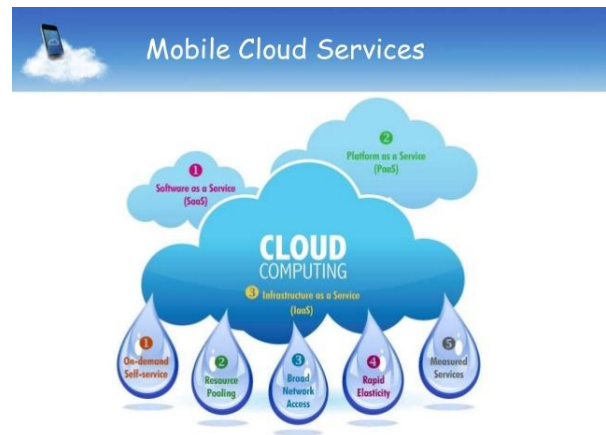 Mobile Cloud Services
1
Software as a Service
(SaaS)
2
Platform as a Service
(PaaS)
CLOUD
COMPUTING
3 Infrastructure as a Service
(IaaS)
1
On-demand
Self-service
2
Resource
Pooling
3
Broad
Network
Access
4
Rapid
Elasticity
5
Measured
Services